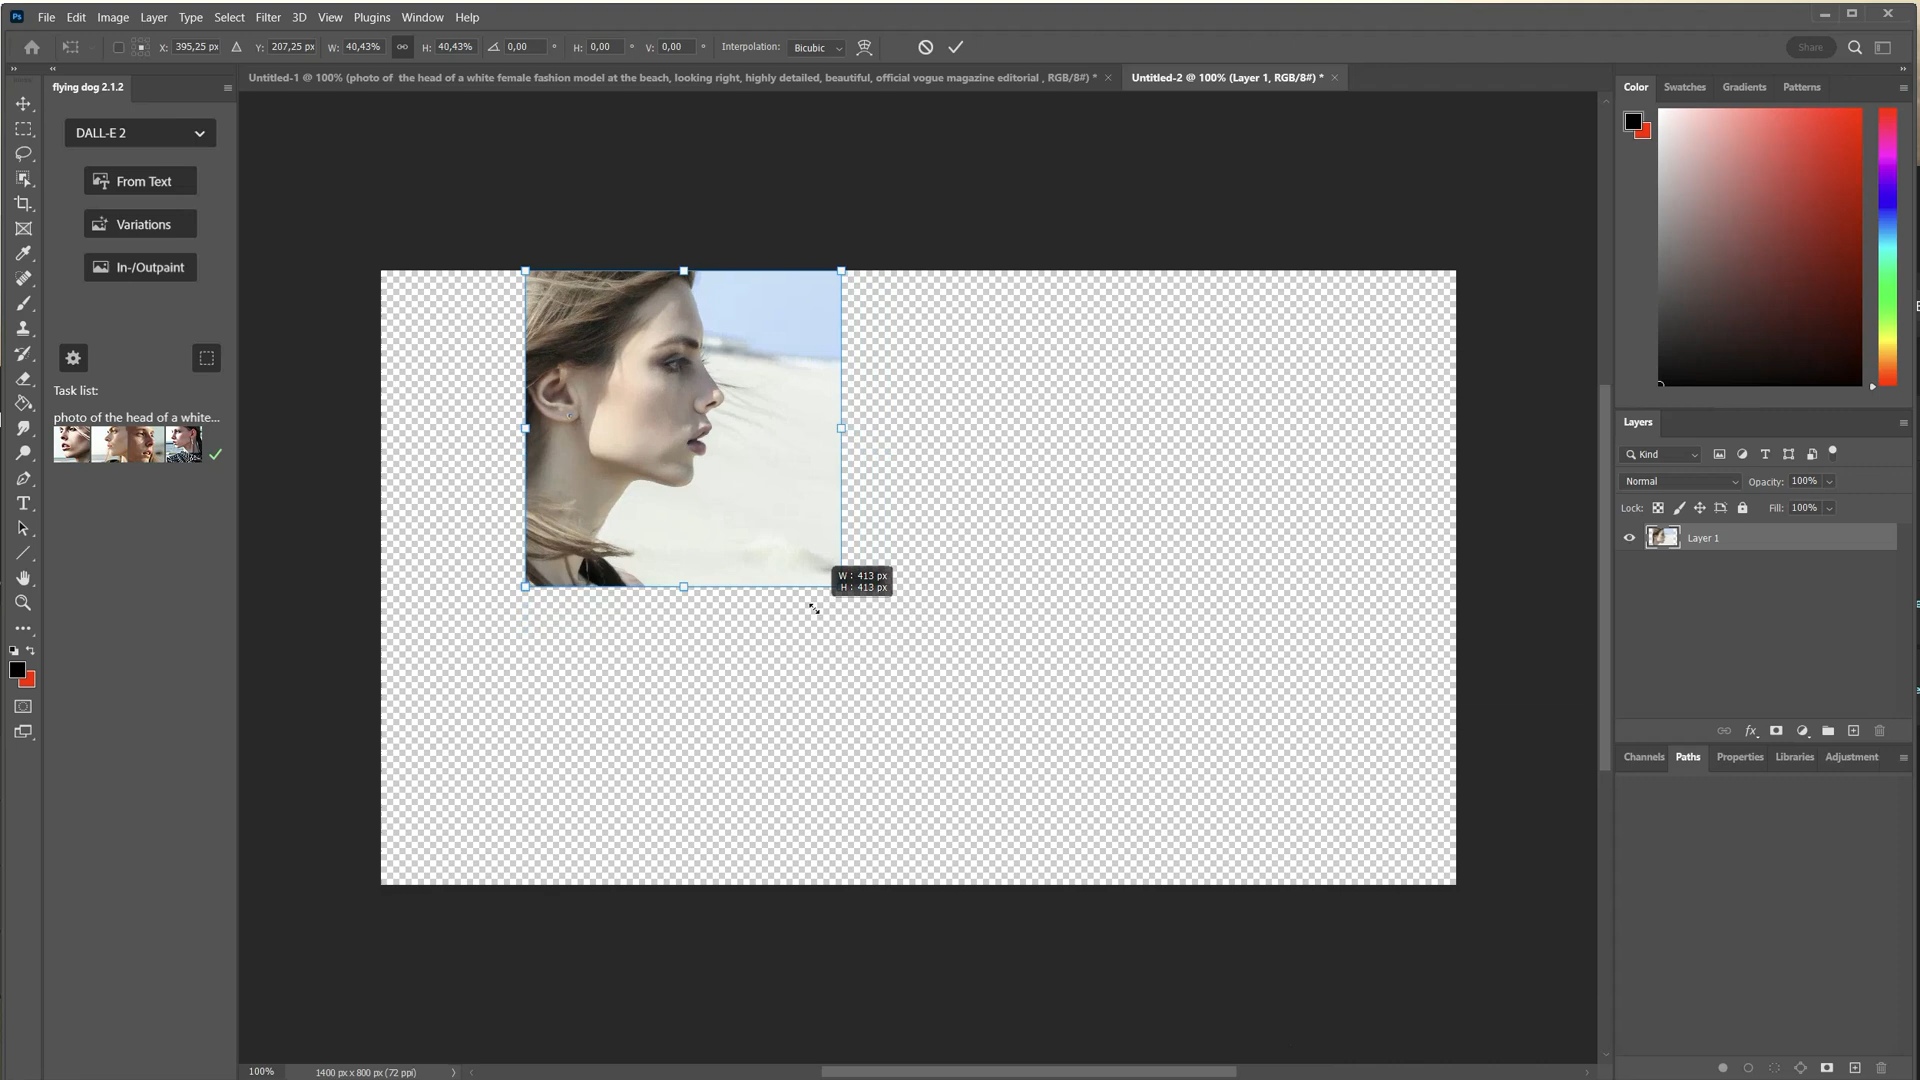 Ps File Edit Image Layer Type Select Filter 3D View Plugins Window Help
X: 395,25 px Y: 207,25 px W: 40,43% H: 40,43% 0,00 ° H: 0,00 ° V: 0,00 ° Interpolation: Bicubic Share
flying dog 2.1.2
Untitled-1 @ 100% (photo of the head of a white female fashion model at the beach, looking right, highly detailed, beautiful, official vogue magazine editorial , RGB/8#) *
Untitled-2 @ 100% (Layer 1, RGB/8#) *
DALL-E 2
From Text
Variations
In-/Outpaint
Task list:
photo of the head of a white...
W: 413 px
H: 413 px
Color Swatches Gradients Patterns
Layers
Kind
Normal Opacity: 100%
Lock: Fill: 100%
Layer 1
fx
Channels Paths Properties Libraries Adjustment
100% 1400 px x 800 px (72 ppi)